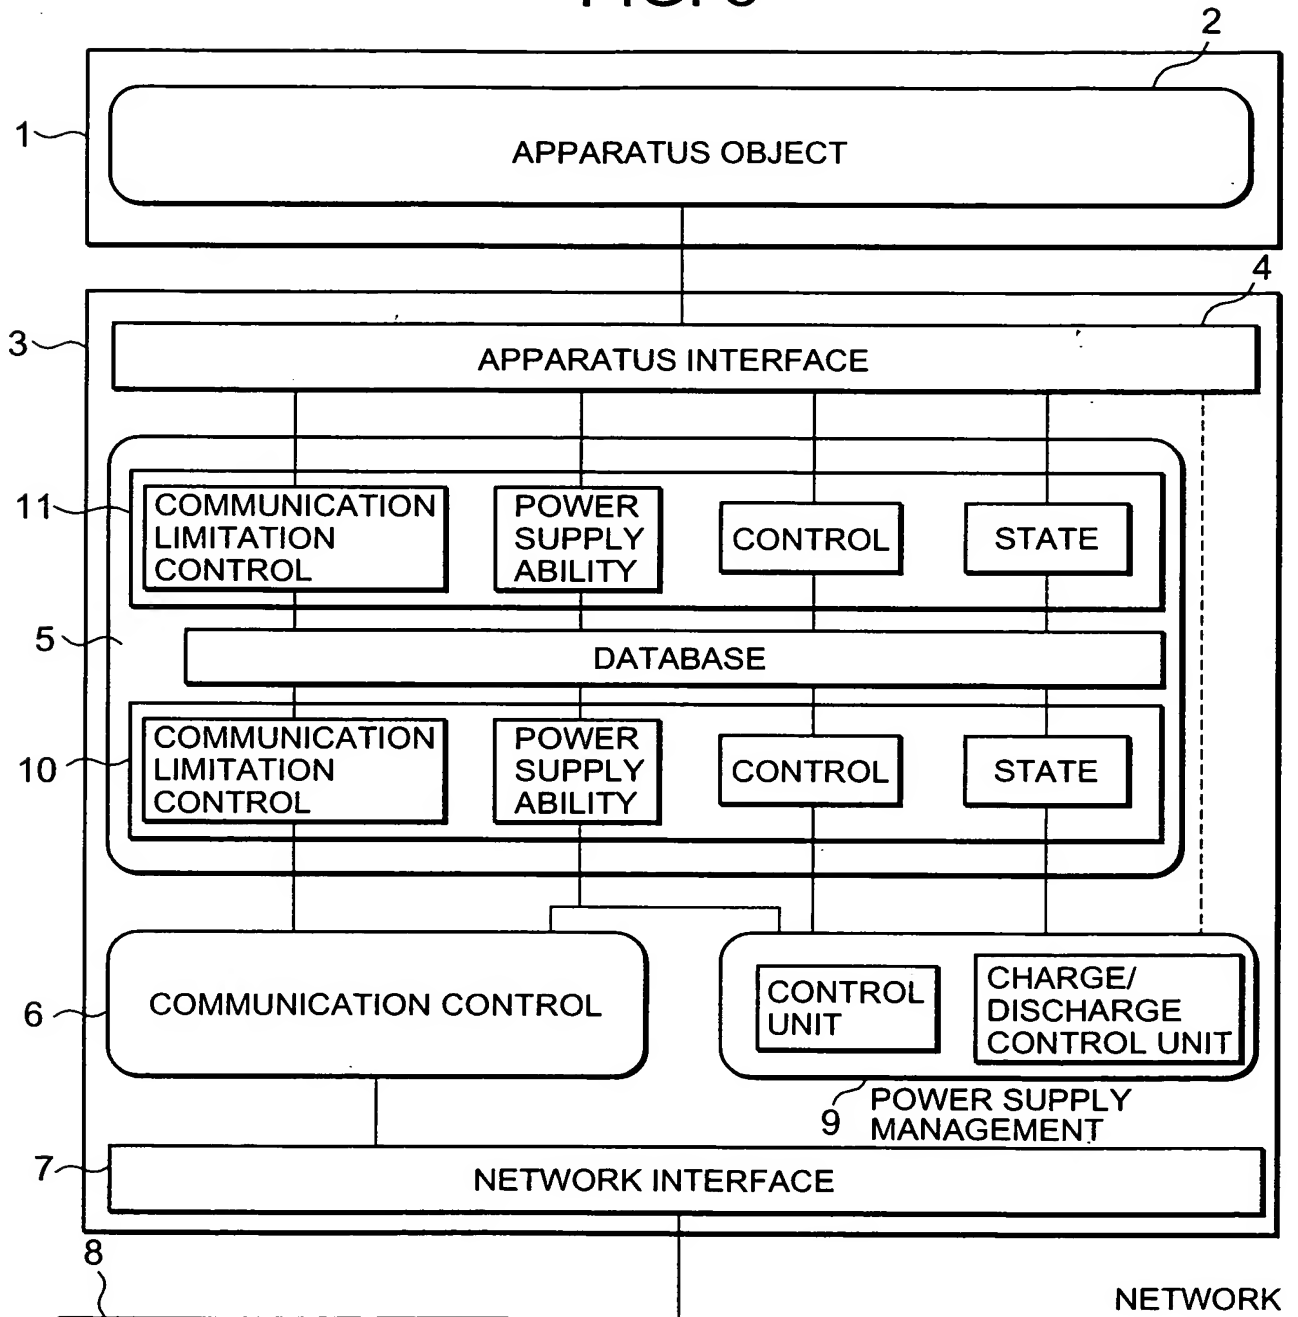 2
1
APPARATUS OBJECT
4
3
APPARATUS INTERFACE
11
COMMUNICATION
LIMITATION
CONTROL
POWER
SUPPLY
ABILITY
CONTROL
STATE
5
DATABASE
10
COMMUNICATION
LIMITATION
CONTROL
POWER
SUPPLY
ABILITY
CONTROL
STATE
6
COMMUNICATION CONTROL
CONTROL
UNIT
CHARGE/
DISCHARGE
CONTROL UNIT
9
POWER SUPPLY
MANAGEMENT
7
NETWORK INTERFACE
8
NETWORK